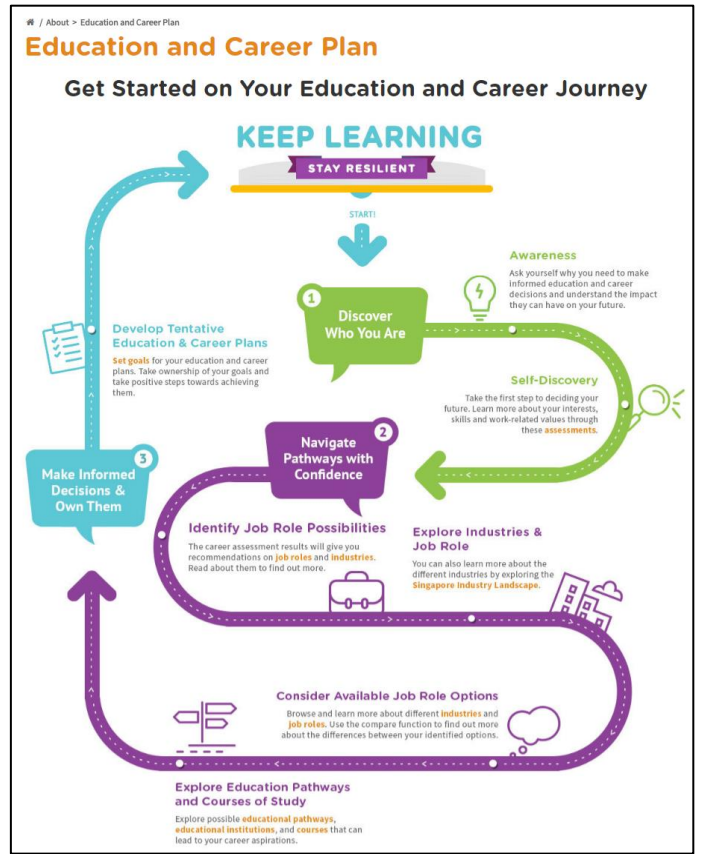 / About > Education and Career Plan
Education and Career Plan
Get Started on Your Education and Career Journey
KEEP LEARNING
STAY RESILIENT
START!
1
Discover
Who You Are
Awareness
Ask yourself why you need to make
informed education and career
decisions and understand the impact
they can have on your future.
Self-Discovery
Take the first step to deciding your
future. Learn more about your interests,
skills and work-related values through
these assessments.
2
Navigate
Pathways with
Confidence
Identify Job Role Possibilities
The career assessment results will give you
recommendations on job roles and industries.
Read about them to find out more.
Explore Industries &
Job Role
You can also learn more about the
different industries by exploring the
Singapore Industry Landscape.
Consider Available Job Role Options
Browse and learn more about different industries and
job roles. Use the compare function to find out more
about the differences between your identified options.
Explore Education Pathways
and Courses of Study
Explore possible educational pathways,
educational institutions, and courses that can
lead to your career aspirations.
3
Make Informed
Decisions &
Own Them
Develop Tentative
Education & Career Plans
Set goals for your education and career
plans. Take ownership of your goals and
take positive steps towards achieving
them.